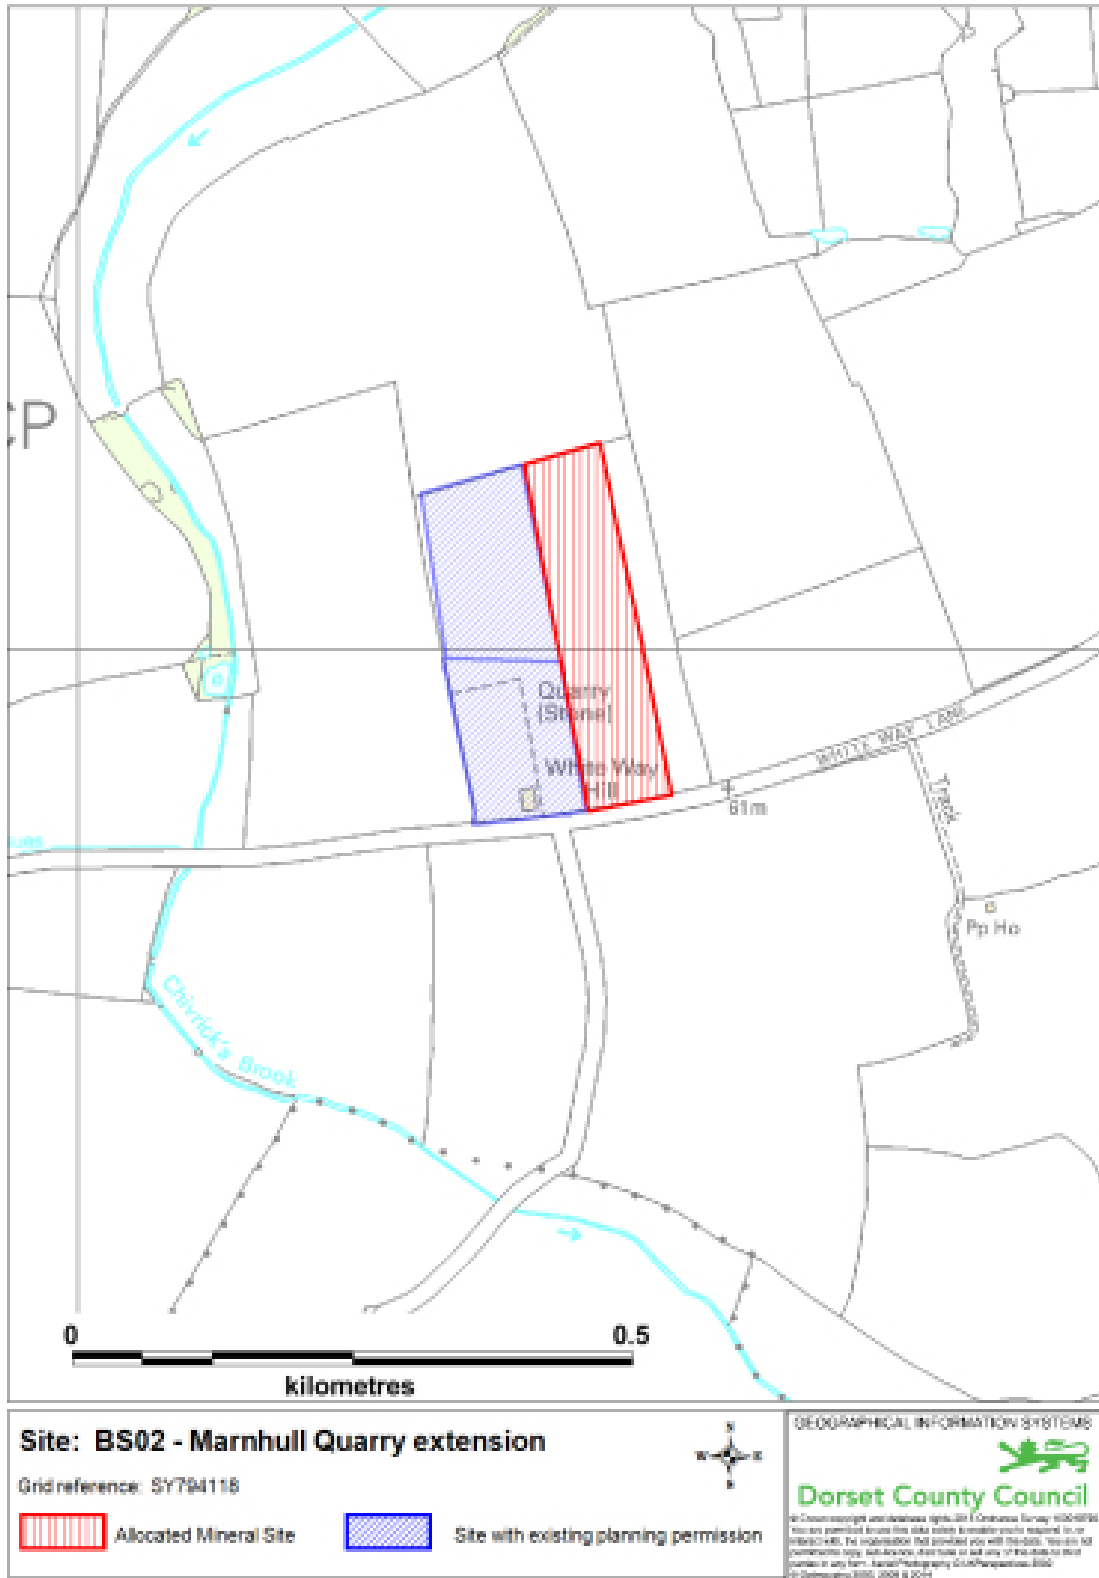 CP
Quarry
(Stone)
White Way
Hill
WHITE WAY LANE
61m
Track
Pp Ho
Chivrick's Brook
0 0.5
kilometres
Site: BS02 - Marnhull Quarry extension
Grid reference: SY794118
Allocated Mineral Site
Site with existing planning permission
W E
S
GEOGRAPHICAL INFORMATION SYSTEMS
Dorset County Council